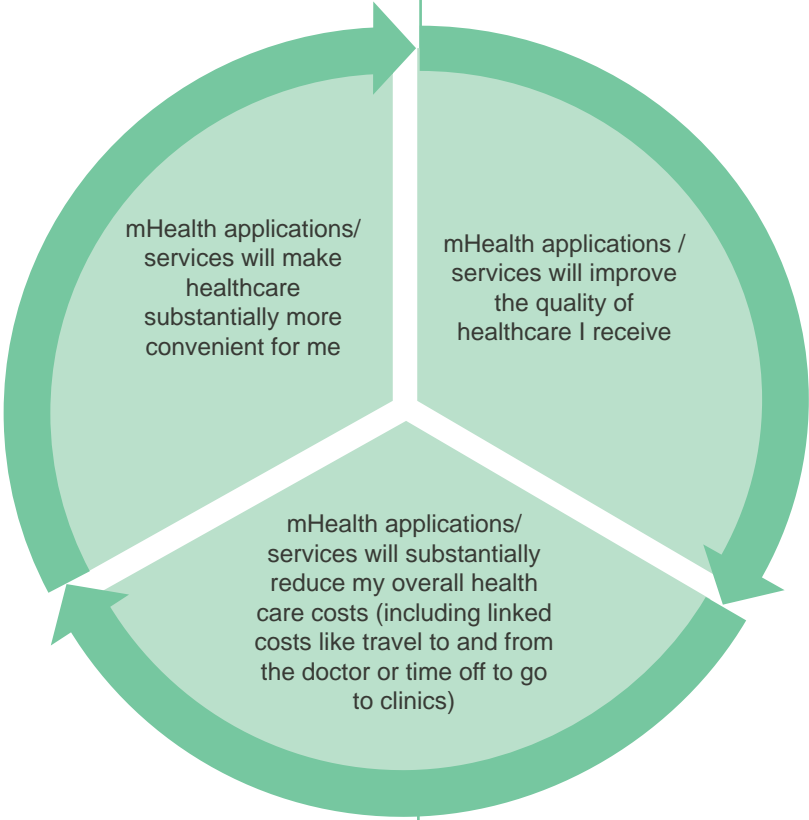 mHealth applications/
services will make
healthcare
substantially more
convenient for me
mHealth applications /
services will improve
the quality of
healthcare I receive
mHealth applications/
services will substantially
reduce my overall health
care costs (including linked
costs like travel to and from
the doctor or time off to go
to clinics)